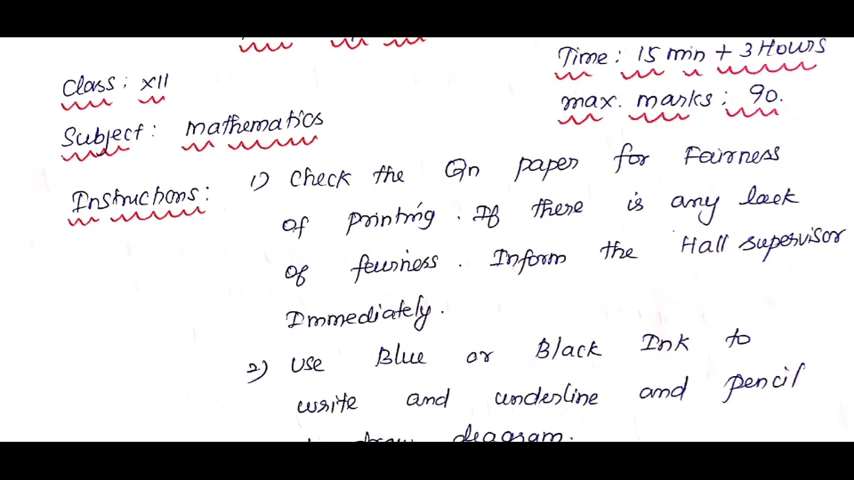 Time: 15 min + 3 Hours
Class: XII
max. marks: 90.
Subject: mathematics
Instructions: 1) Check the Qn paper for Fairness
of printing. If there is any lack
of fairness. Inform the Hall supervisor
Immediately.
2) Use Blue or Black Ink to
write and underline and pencil
draw diagram.